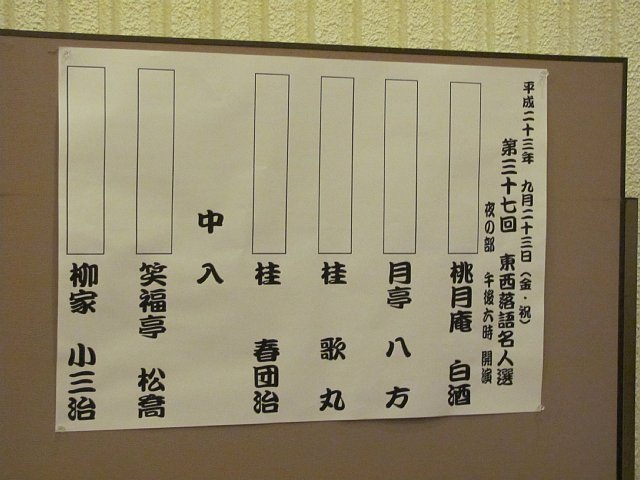 平成二十三年 九月二十三日(金・祝)
第三十七回 東西落語名人選
夜の部 午後六時 開演
桃月庵 白酒
月亭 八方
桂 歌丸
桂 春団治
中入
笑福亭 松喬
柳家 小三治